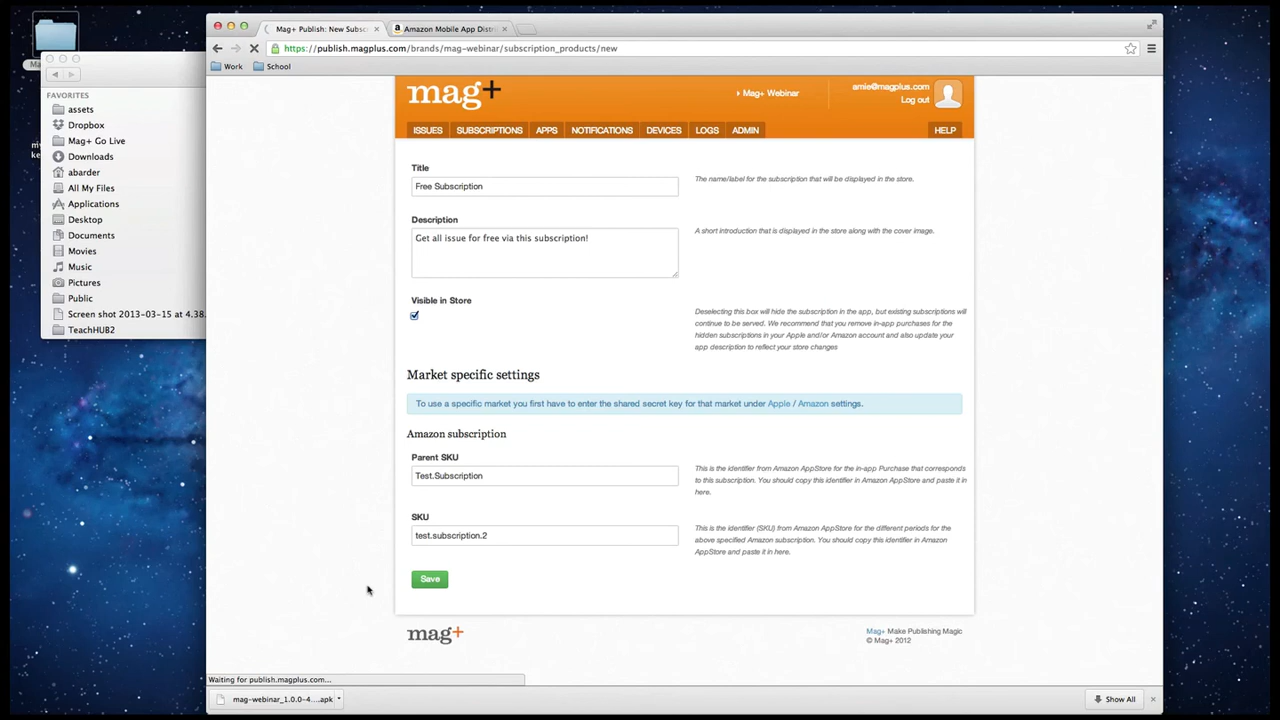 Mag+ Publish: New Subscr
Amazon Mobile App Distri
https://publish.magplus.com/brands/mag-webinar/subscription_products/new
Work
School
FAVORITES
assets
Dropbox
Mag+ Go Live
Downloads
abarder
All My Files
Applications
Desktop
Documents
Movies
Music
Pictures
Public
Screen shot 2013-03-15 at 4.38.
TeachHUB2
mag+
Mag+ Webinar
amie@magplus.com
Log out
ISSUES
SUBSCRIPTIONS
APPS
NOTIFICATIONS
DEVICES
LOGS
ADMIN
HELP
Title
Free Subscription
The name/label for the subscription that will be displayed in the store.
Description
Get all issue for free via this subscription!
A short introduction that is displayed in the store along with the cover image.
Visible in Store
Deselecting this box will hide the subscription in the app, but existing subscriptions will
continue to be served. We recommend that you remove in-app purchases for the
hidden subscriptions in your Apple and/or Amazon account and also update your
app description to reflect your store changes
Market specific settings
To use a specific market you first have to enter the shared secret key for that market under Apple / Amazon settings.
Amazon subscription
Parent SKU
Test.Subscription
This is the identifier from Amazon AppStore for the in-app Purchase that corresponds
to this subscription. You should copy this identifier in Amazon AppStore and paste it in
here.
SKU
test.subscription.2
This is the identifier (SKU) from Amazon AppStore for the different periods for the
above specified Amazon subscription. You should copy this identifier in Amazon
AppStore and paste it in here.
Save
mag+
Mag+ Make Publishing Magic
© Mag+ 2012
Waiting for publish.magplus.com...
mag-webinar_1.0.0-4....apk
Show All